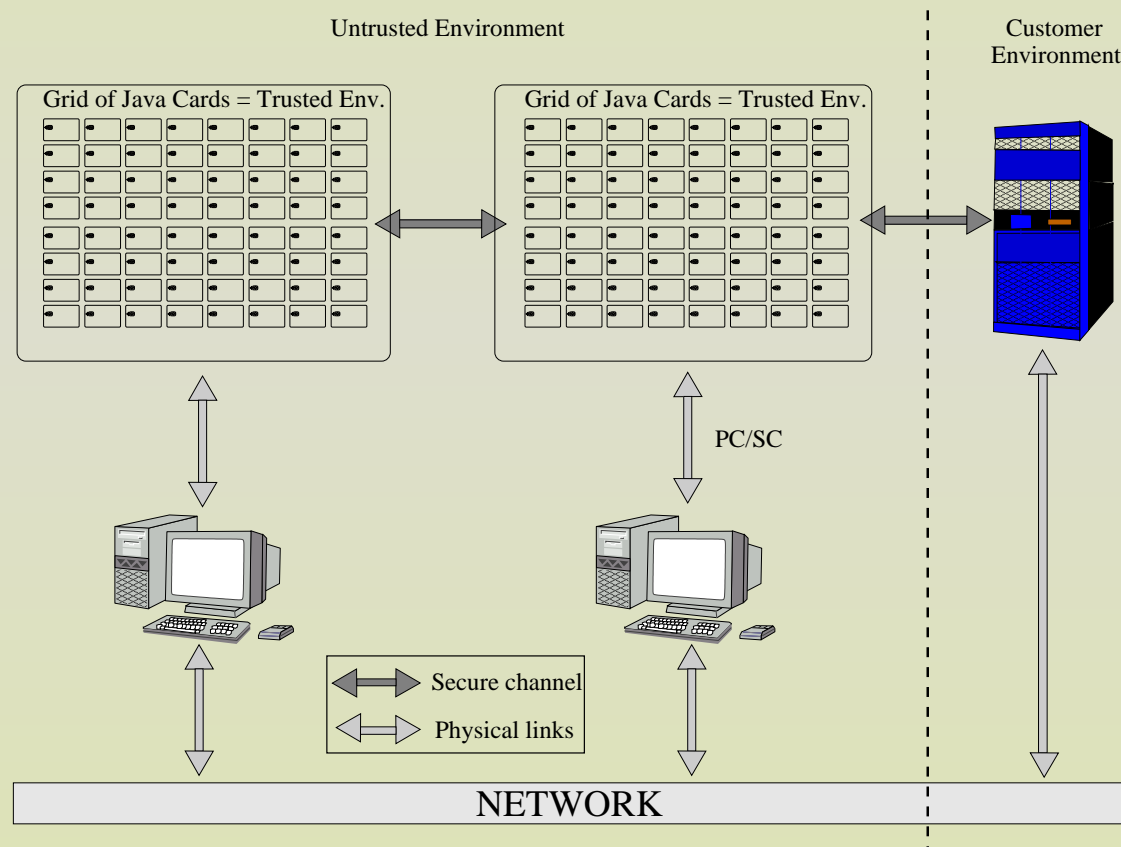 Untrusted Environment
Customer
Environment
Grid of Java Cards = Trusted Env.
Grid of Java Cards = Trusted Env.
PC/SC
Secure channel
Physical links
NETWORK